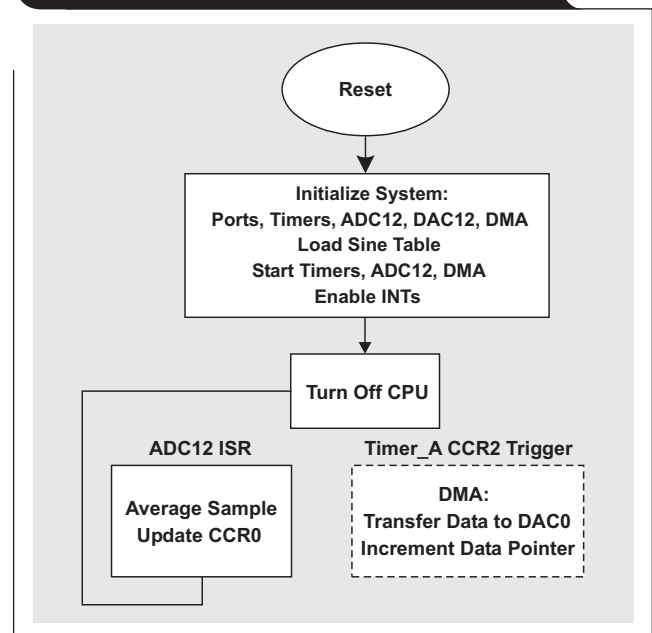 Reset
Initialize System:
Ports, Timers, ADC12, DAC12, DMA
Load Sine Table
Start Timers, ADC12, DMA
Enable INTs
Turn Off CPU
ADC12 ISR
Average Sample
Update CCR0
Timer_A CCR2 Trigger
DMA:
Transfer Data to DAC0
Increment Data Pointer